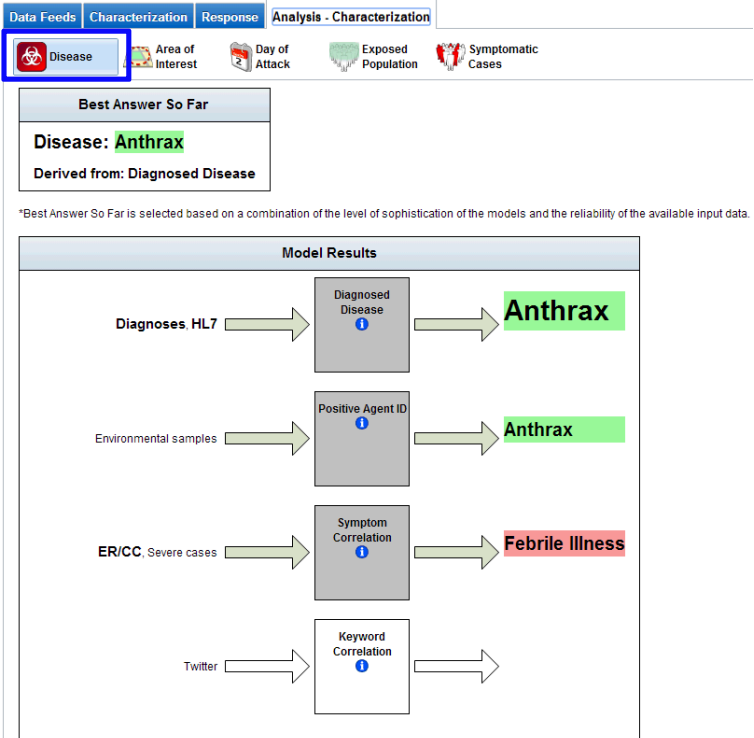 Data Feeds Characterization Response Analysis - Characterization
Disease
Area of
Interest
2
Day of
Attack
Exposed
Population
Symptomatic
Cases
Best Answer So Far
Disease: Anthrax
Derived from: Diagnosed Disease
*Best Answer So Far is selected based on a combination of the level of sophistication of the models and the reliability of the available input data.
Model Results
Diagnoses, HL7
Diagnosed
Disease
i
Anthrax
Environmental samples
Positive Agent ID
i
Anthrax
ER/CC, Severe cases
Symptom
Correlation
i
Febrile Illness
Twitter
Keyword
Correlation
i